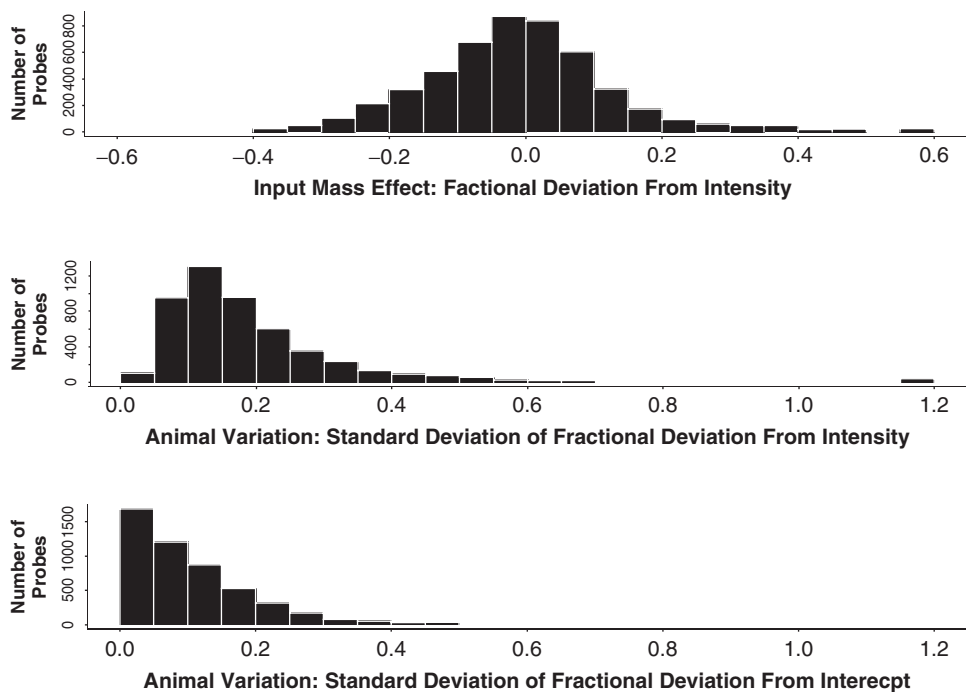 Number of
Probes
0 200 400 600 800
−0.6 −0.4 −0.2 0.0 0.2 0.4 0.6
Input Mass Effect: Factional Deviation From Intensity
Number of
Probes
0 400 800 1200
0.0 0.2 0.4 0.6 0.8 1.0 1.2
Animal Variation: Standard Deviation of Fractional Deviation From Intensity
Number of
Probes
0 500 1000 1500
0.0 0.2 0.4 0.6 0.8 1.0 1.2
Animal Variation: Standard Deviation of Fractional Deviation From Interecpt